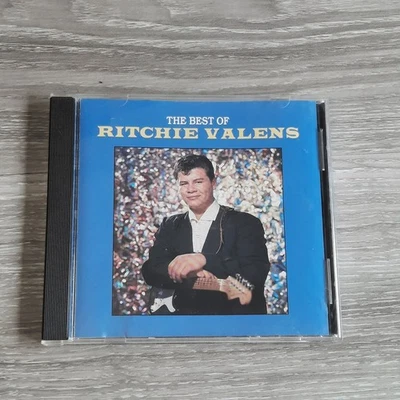 THE BEST OF
RITCHIE VALENS